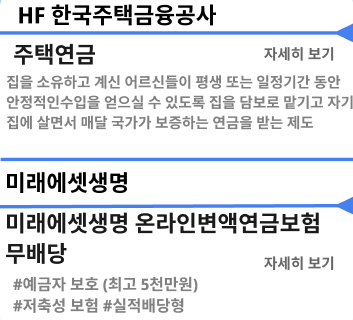 HF 한국주택금융공사
주택연금
자세히 보기
집을 소유하고 계신 어르신들이 평생 또는 일정기간 동안
안정적인수입을 얻으실 수 있도록 집을 담보로 맡기고 자기
집에 살면서 매달 국가가 보증하는 연금을 받는 제도
미래에셋생명
미래에셋생명 온라인변액연금보험
무배당
자세히 보기
#예금자 보호 (최고 5천만원)
#저축성 보험 #실적배당형